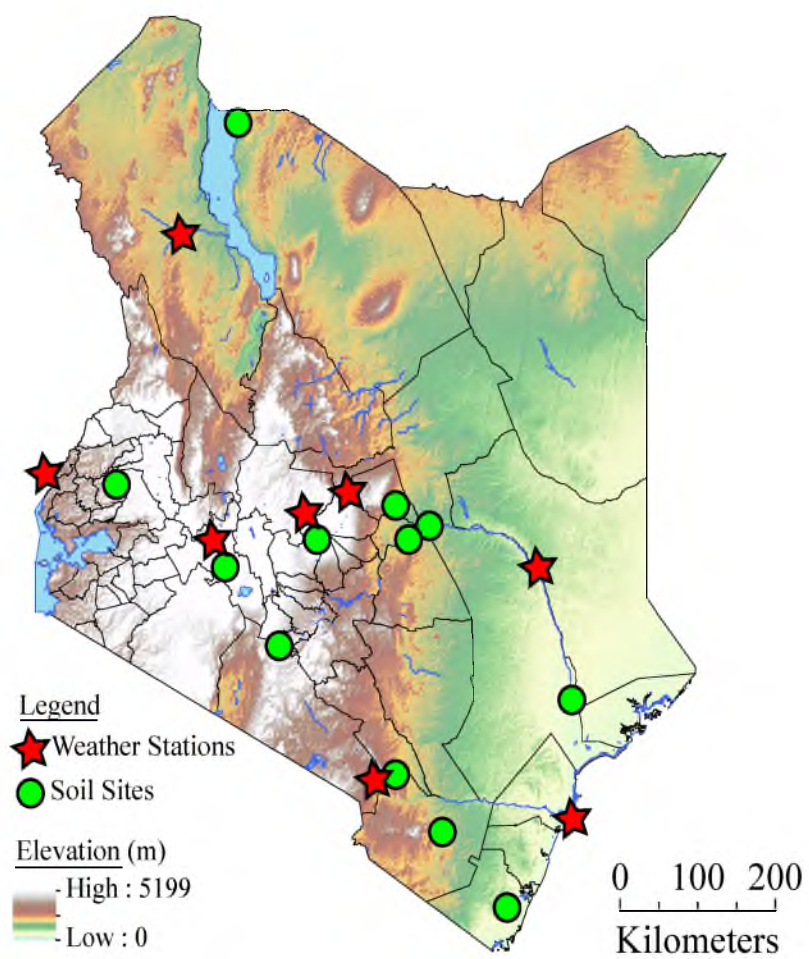 Legend
Weather Stations
Soil Sites
Elevation (m)
High : 5199
Low : 0
0 100 200
Kilometers